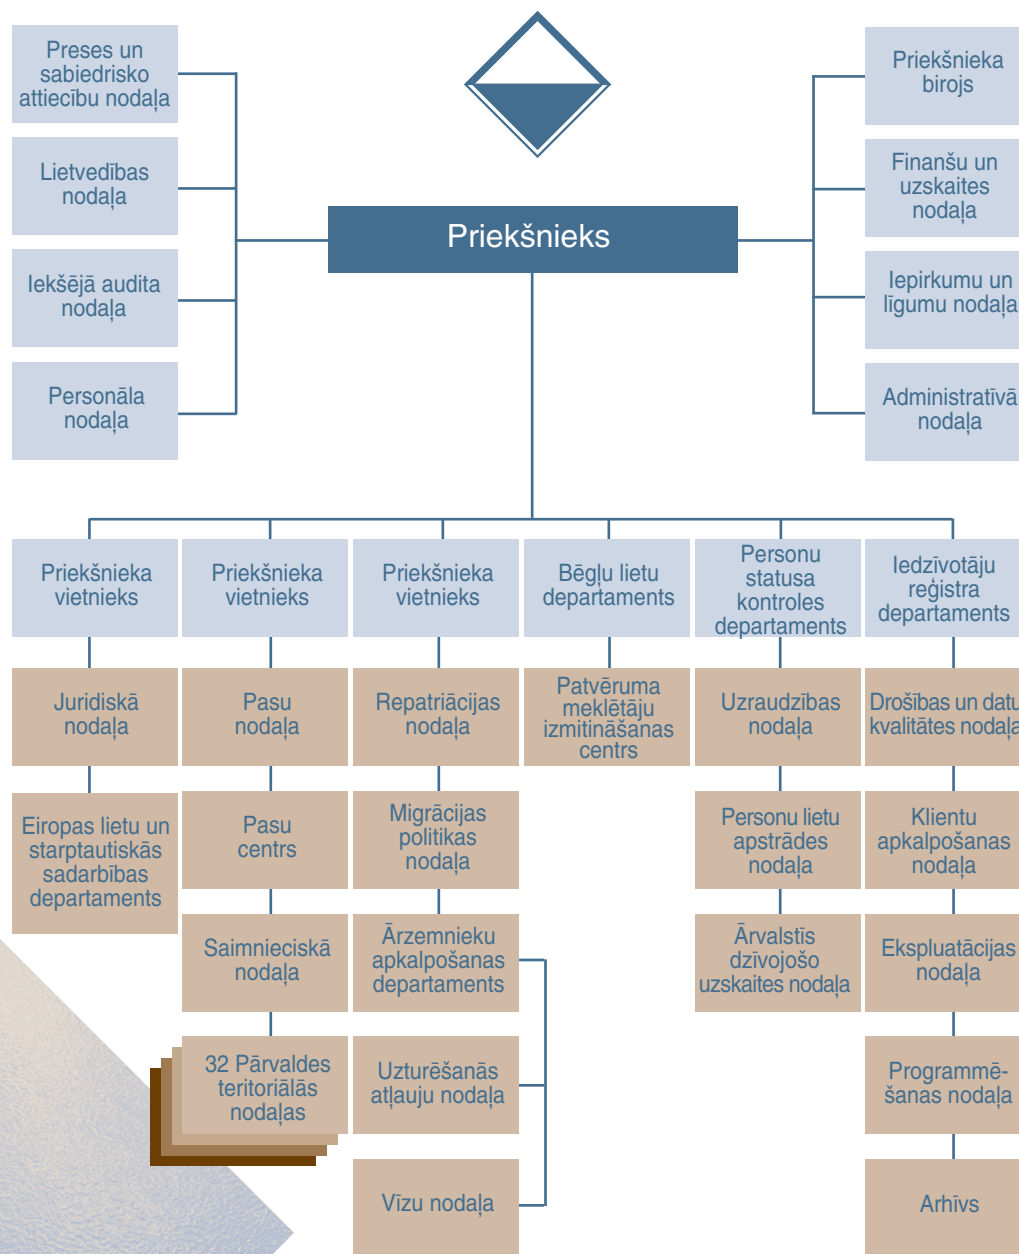 Preses un
sabiedrisko
attiecību nodaļa
Lietvedības
nodaļa
Iekšējā audita
nodaļa
Personāla
nodaļa
Priekšnieks
Priekšnieka
birojs
Finanšu un
uzskaites
nodaļa
Iepirkumu un
līgumu nodaļa
Administratīvā
nodaļa
Priekšnieka
vietnieks
Juridiskā
nodaļa
Eiropas lietu un
starptautiskās
sadarbības
departaments
Priekšnieka
vietnieks
Pasu
nodaļa
Pasu
centrs
Saimnieciskā
nodaļa
32 Pārvaldes
teritoriālās
nodaļas
Priekšnieka
vietnieks
Repatriācijas
nodaļa
Migrācijas
politikas
nodaļa
Ārzemnieku
apkalpošanas
departaments
Uzturēšanās
atļauju nodaļa
Vīzu nodaļa
Bēgļu lietu
departaments
Patvēruma
meklētāju
izmitināšanas
centrs
Personu
statusa
kontroles
departaments
Uzraudzības
nodaļa
Personu lietu
apstrādes
nodaļa
Ārvalstīs
dzīvojošo
uzskaites nodaļa
Iedzīvotāju
reģistra
departaments
Drošības un datu
kvalitātes nodaļa
Klientu
apkalpošanas
nodaļa
Ekspluatācijas
nodaļa
Programmē-
šanas nodaļa
Arhīvs